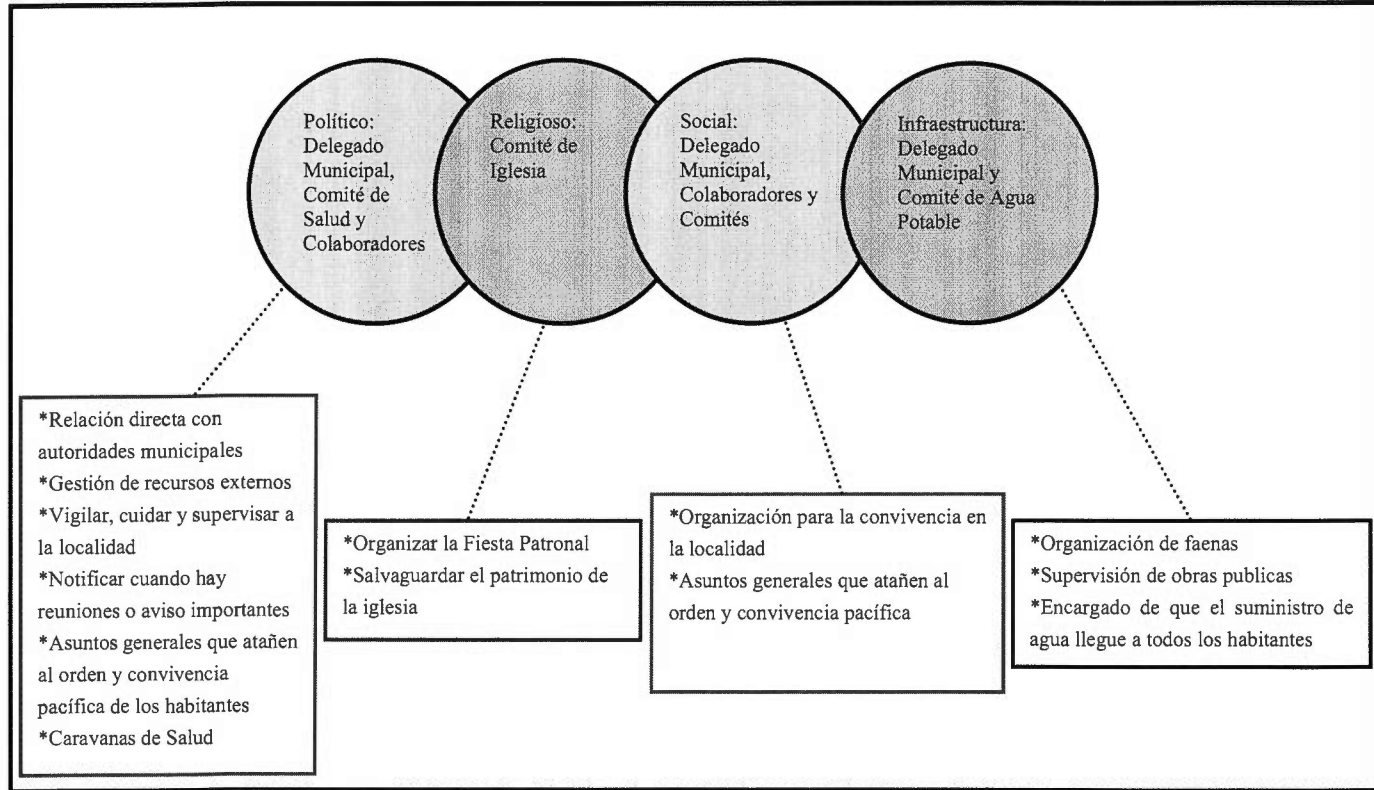 Político:
Delegado
Municipal,
Comité de
Salud y
Colaboradores
Religioso:
Comité de
Iglesia
Social:
Delegado
Municipal,
Colaboradores y
Comités
Infraestructura:
Delegado
Municipal y
Comité de Agua
Potable
*Relación directa con
autoridades municipales
*Gestión de recursos externos
*Vigilar, cuidar y supervisar a
la localidad
*Notificar cuando hay
reuniones o aviso importantes
*Asuntos generales que atañen
al orden y convivencia
pacífica de los habitantes
*Caravanas de Salud
*Organizar la Fiesta Patronal
*Salvaguardar el patrimonio de
la iglesia
*Organización para la convivencia en
la localidad
*Asuntos generales que atañen al
orden y convivencia pacífica
*Organización de faenas
*Supervisión de obras publicas
*Encargado de que el suministro de
agua llegue a todos los habitantes